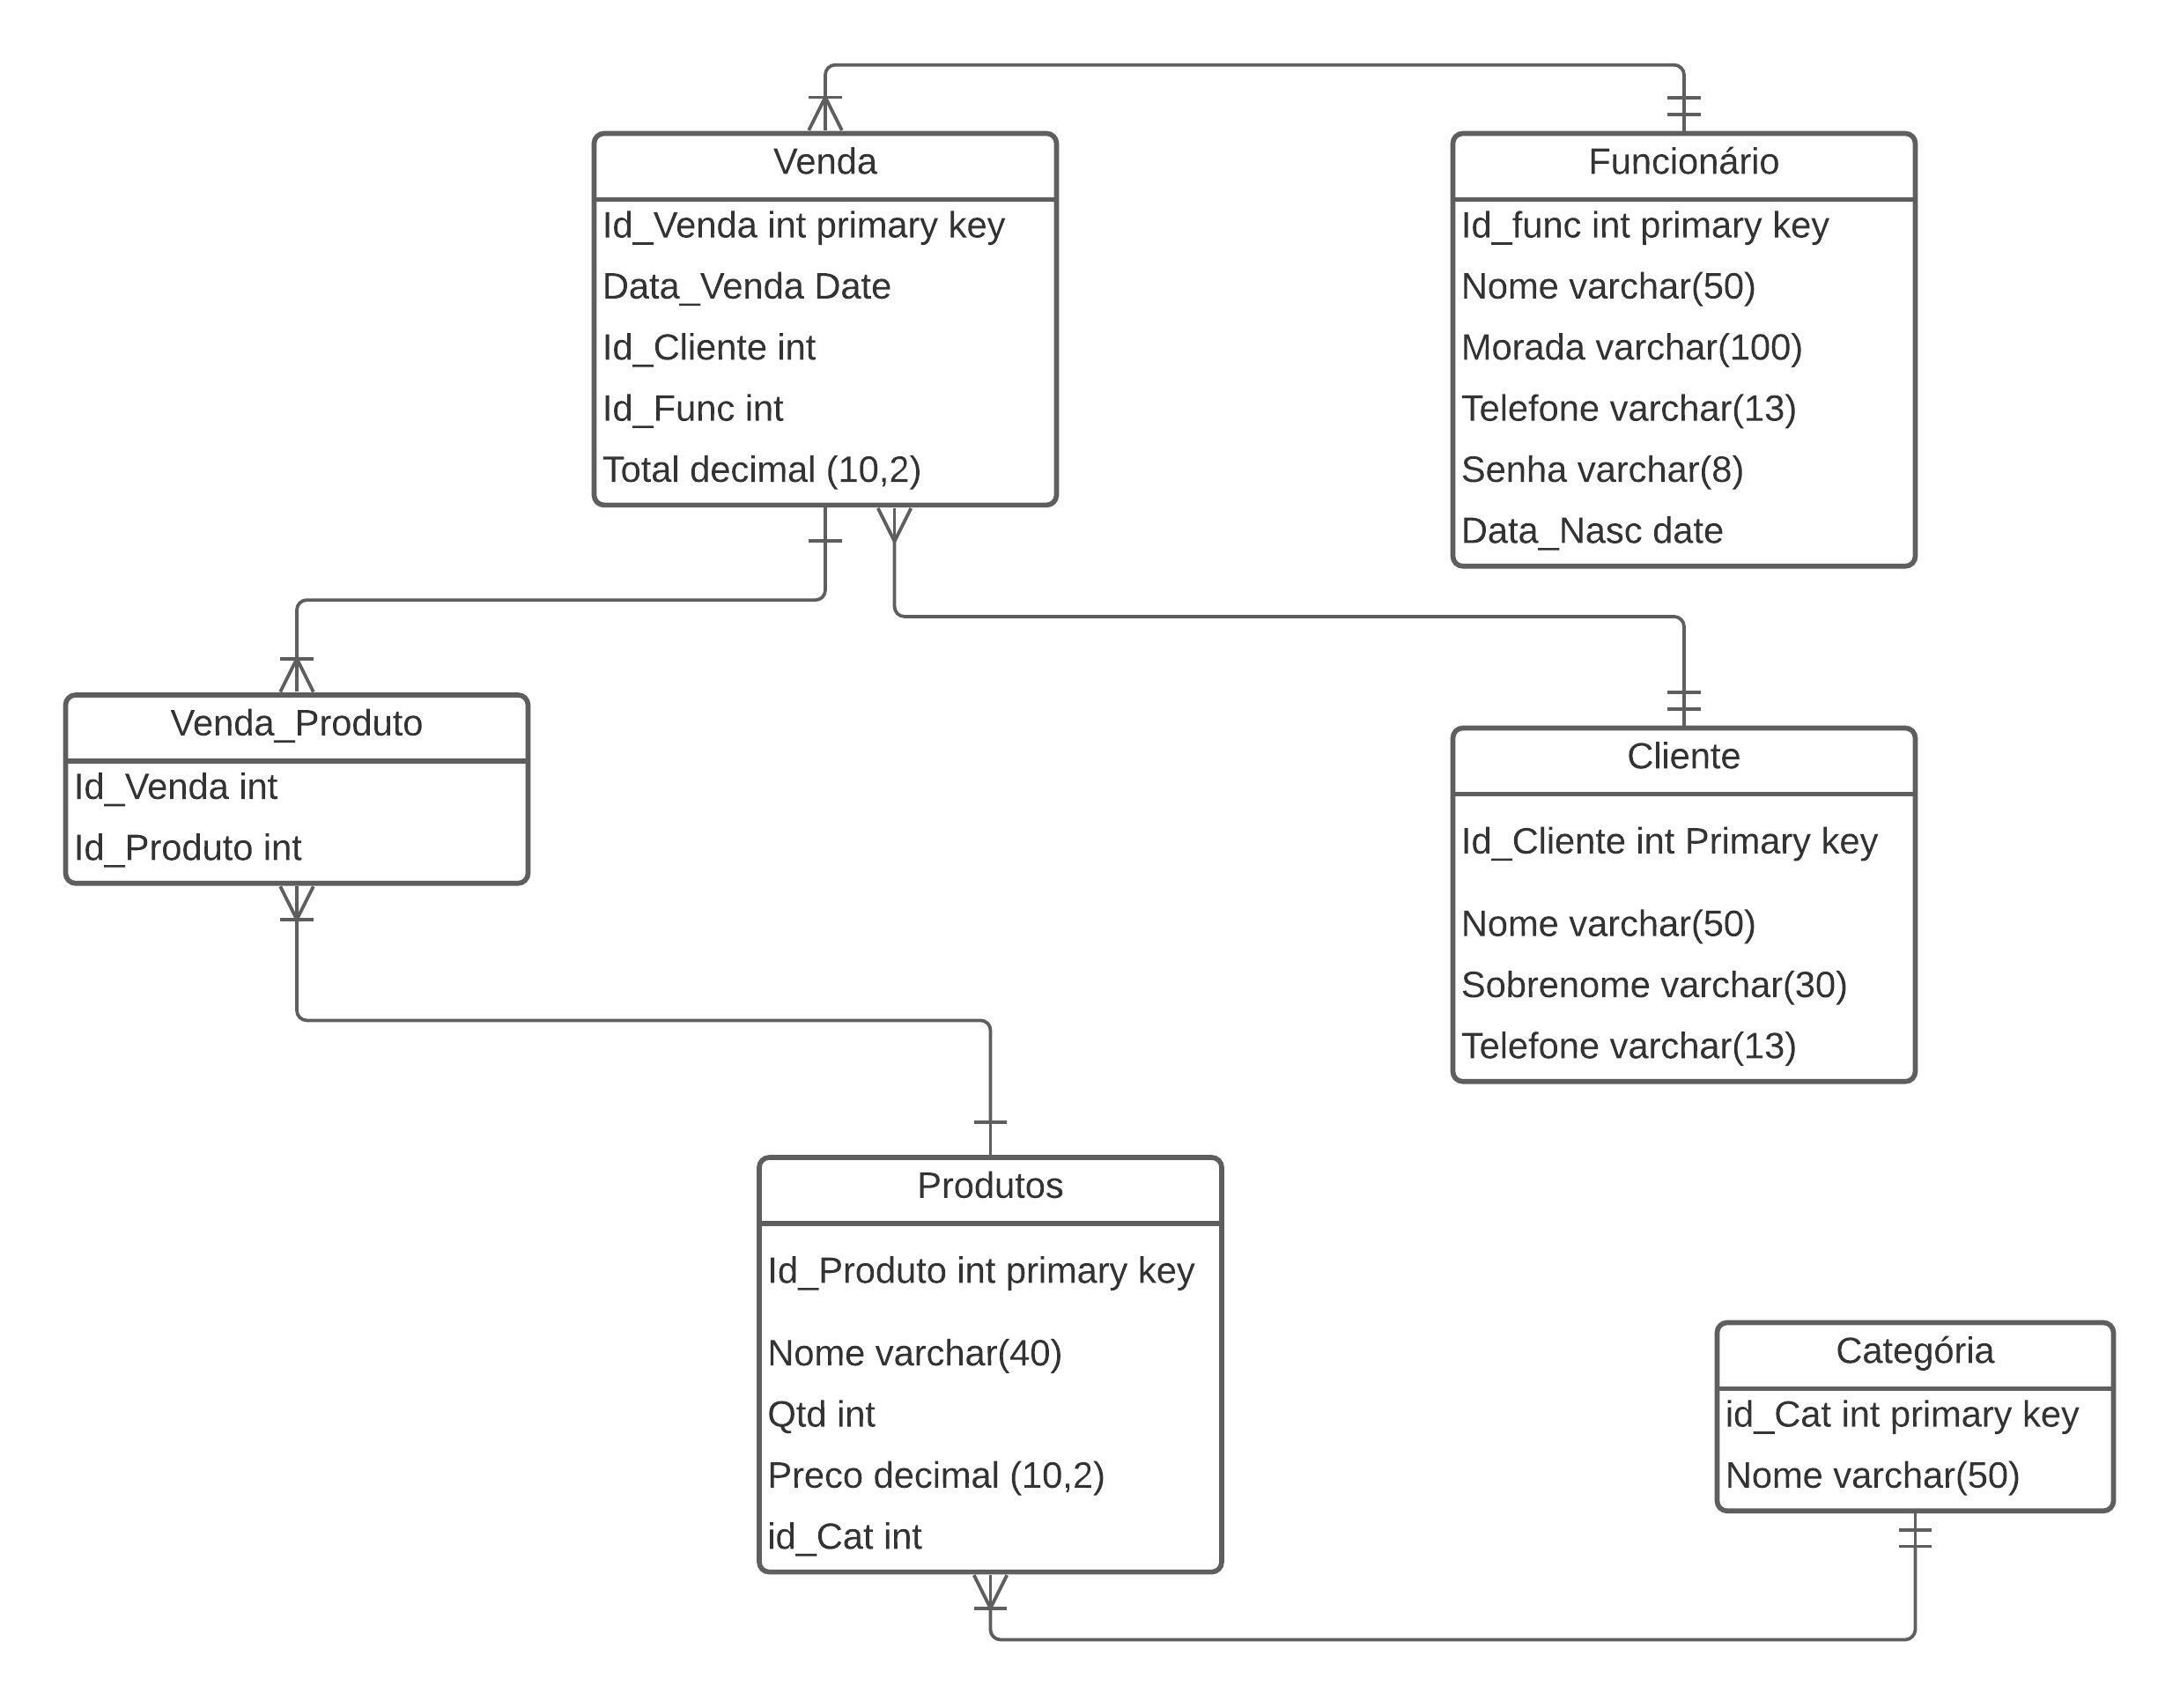 Venda
Id_Venda int primary key
Data_Venda Date
Id_Cliente int
Id_Func int
Total decimal (10,2)
Funcionário
Id_func int primary key
Nome varchar(50)
Morada varchar(100)
Telefone varchar(13)
Senha varchar(8)
Data_Nasc date
Venda_Produto
Id_Venda int
Id_Produto int
Cliente
Id_Cliente int Primary key
Nome varchar(50)
Sobrenome varchar(30)
Telefone varchar(13)
Produtos
Id_Produto int primary key
Nome varchar(40)
Qtd int
Preco decimal (10,2)
id_Cat int
Categória
id_Cat int primary key
Nome varchar(50)